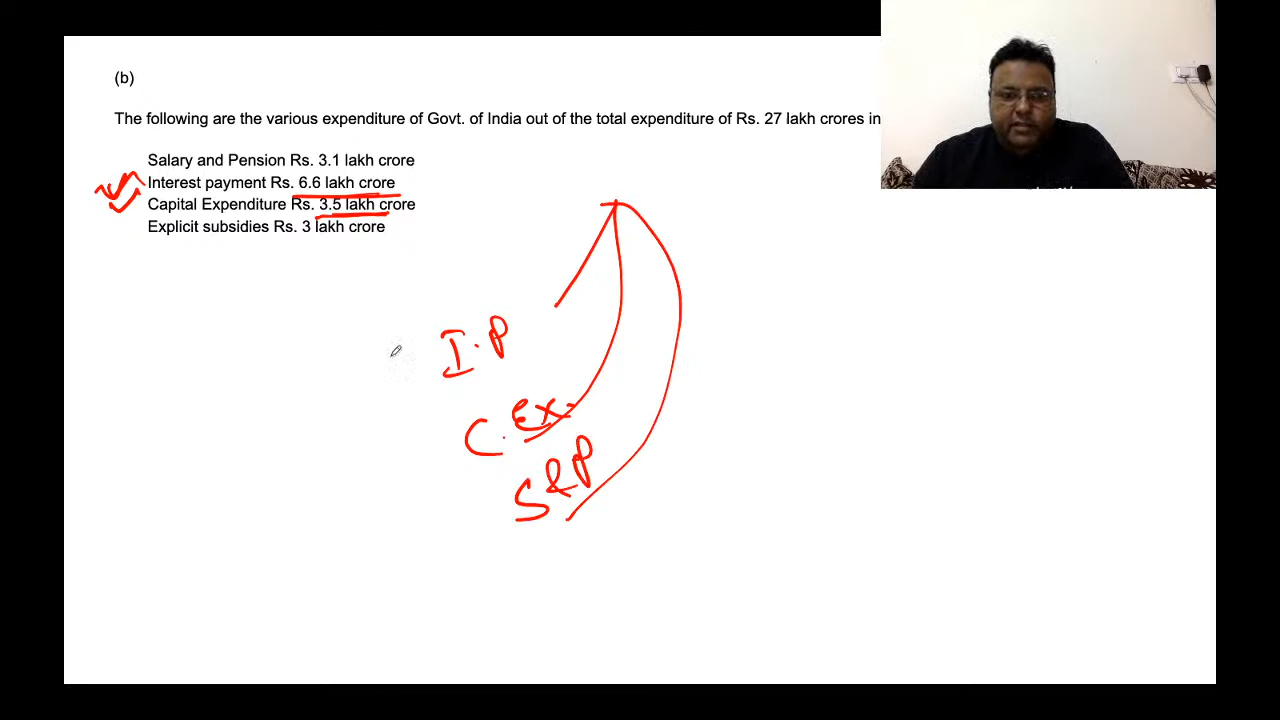 (b)
The following are the various expenditure of Govt. of India out of the total expenditure of Rs. 27 lakh crores in
Salary and Pension Rs. 3.1 lakh crore
Interest payment Rs. 6.6 lakh crore
Capital Expenditure Rs. 3.5 lakh crore
Explicit subsidies Rs. 3 lakh crore
I.P
C.Ex.
S&P